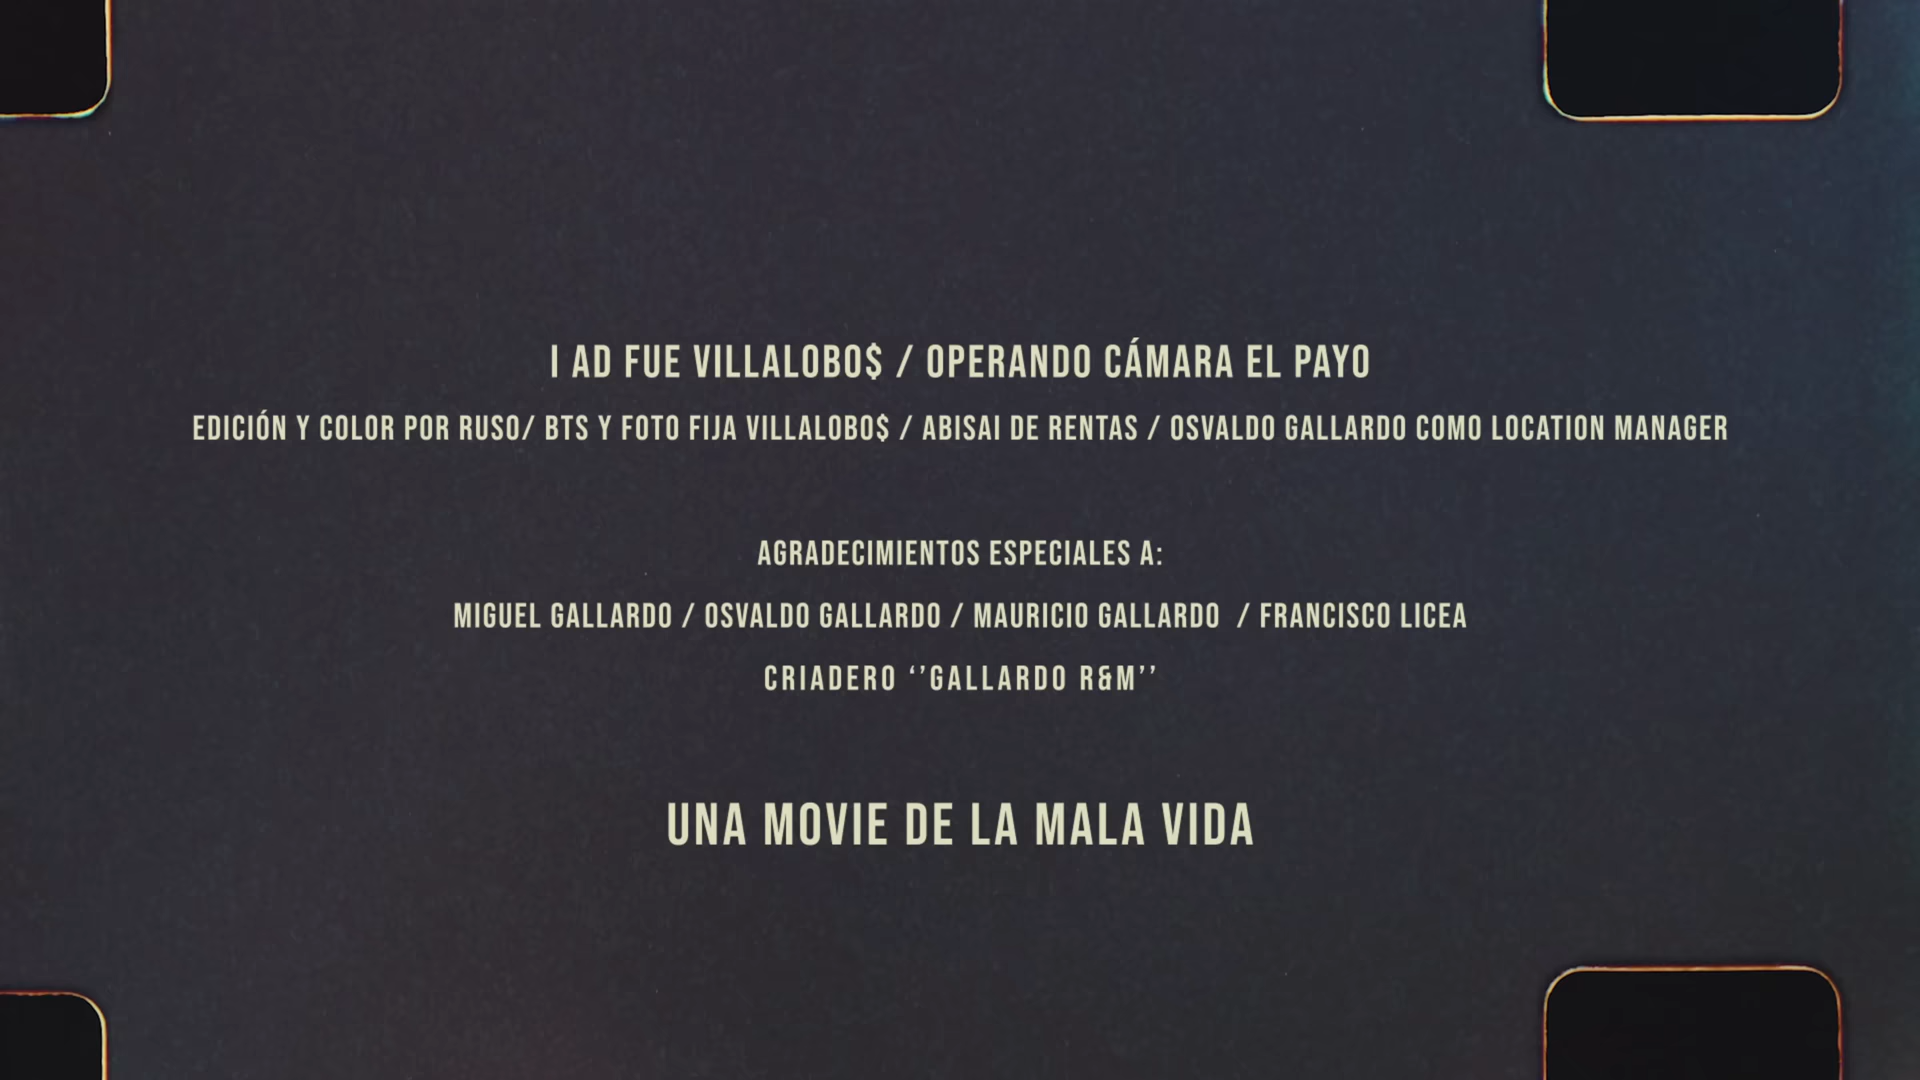 I AD FUE VILLALOBO$ / OPERANDO CÁMARA EL PAYO
EDICIÓN Y COLOR POR RUSO/ BTS Y FOTO FIJA VILLALOBO$ / ABISAI DE RENTAS / OSVALDO GALLARDO COMO LOCATION MANAGER
AGRADECIMIENTOS ESPECIALES A:
MIGUEL GALLARDO / OSVALDO GALLARDO / MAURICIO GALLARDO / FRANCISCO LICEA
CRIADERO ‘’GALLARDO R&M’’
UNA MOVIE DE LA MALA VIDA